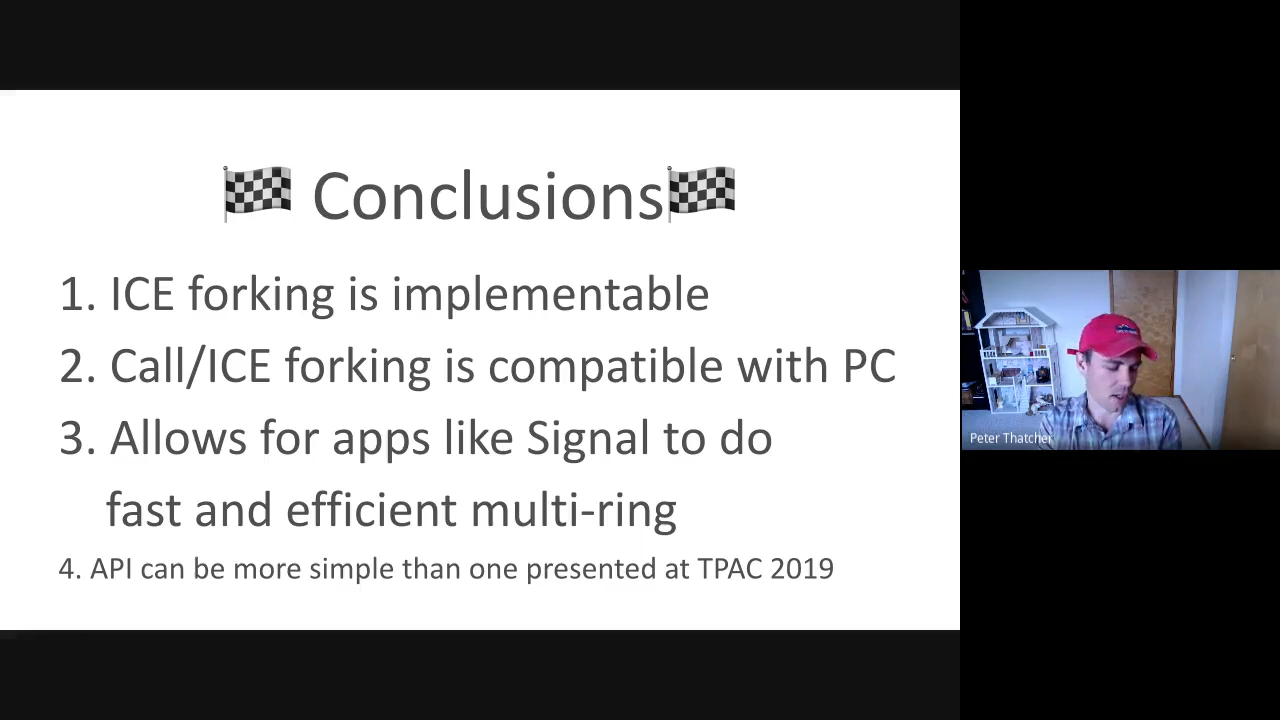 🏁 Conclusions🏁
1. ICE forking is implementable
2. Call/ICE forking is compatible with PC
3. Allows for apps like Signal to do
fast and efficient multi-ring
4. API can be more simple than one presented at TPAC 2019
Peter Thatcher